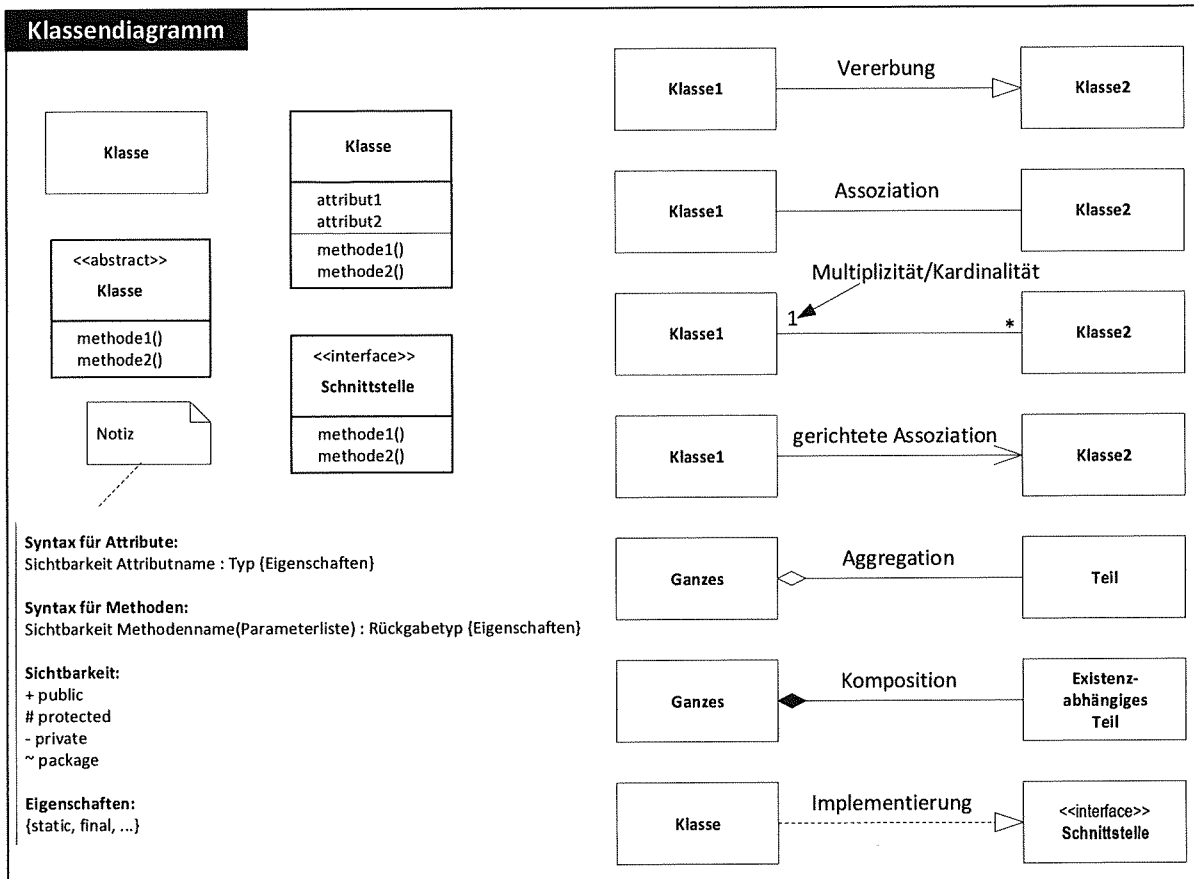 Klassendiagramm
Klasse
Klasse
attribut1
attribut2
methode1()
methode2()
<<abstract>>
Klasse
methode1()
methode2()
<<interface>>
Schnittstelle
methode1()
methode2()
Notiz
Syntax für Attribute:
Sichtbarkeit Attributname : Typ {Eigenschaften}
Syntax für Methoden:
Sichtbarkeit Methodenname(Parameterliste) : Rückgabetyp {Eigenschaften}
Sichtbarkeit:
+ public
# protected
- private
~ package
Eigenschaften:
{static, final, ...}
Klasse1
Vererbung
Klasse2
Klasse1
Assoziation
Klasse2
Multiplizität/Kardinalität
Klasse1
1
*
Klasse2
Klasse1
gerichtete Assoziation
Klasse2
Ganzes
Aggregation
Teil
Ganzes
Komposition
Existenz-
abhängiges
Teil
Klasse
Implementierung
<<interface>>
Schnittstelle